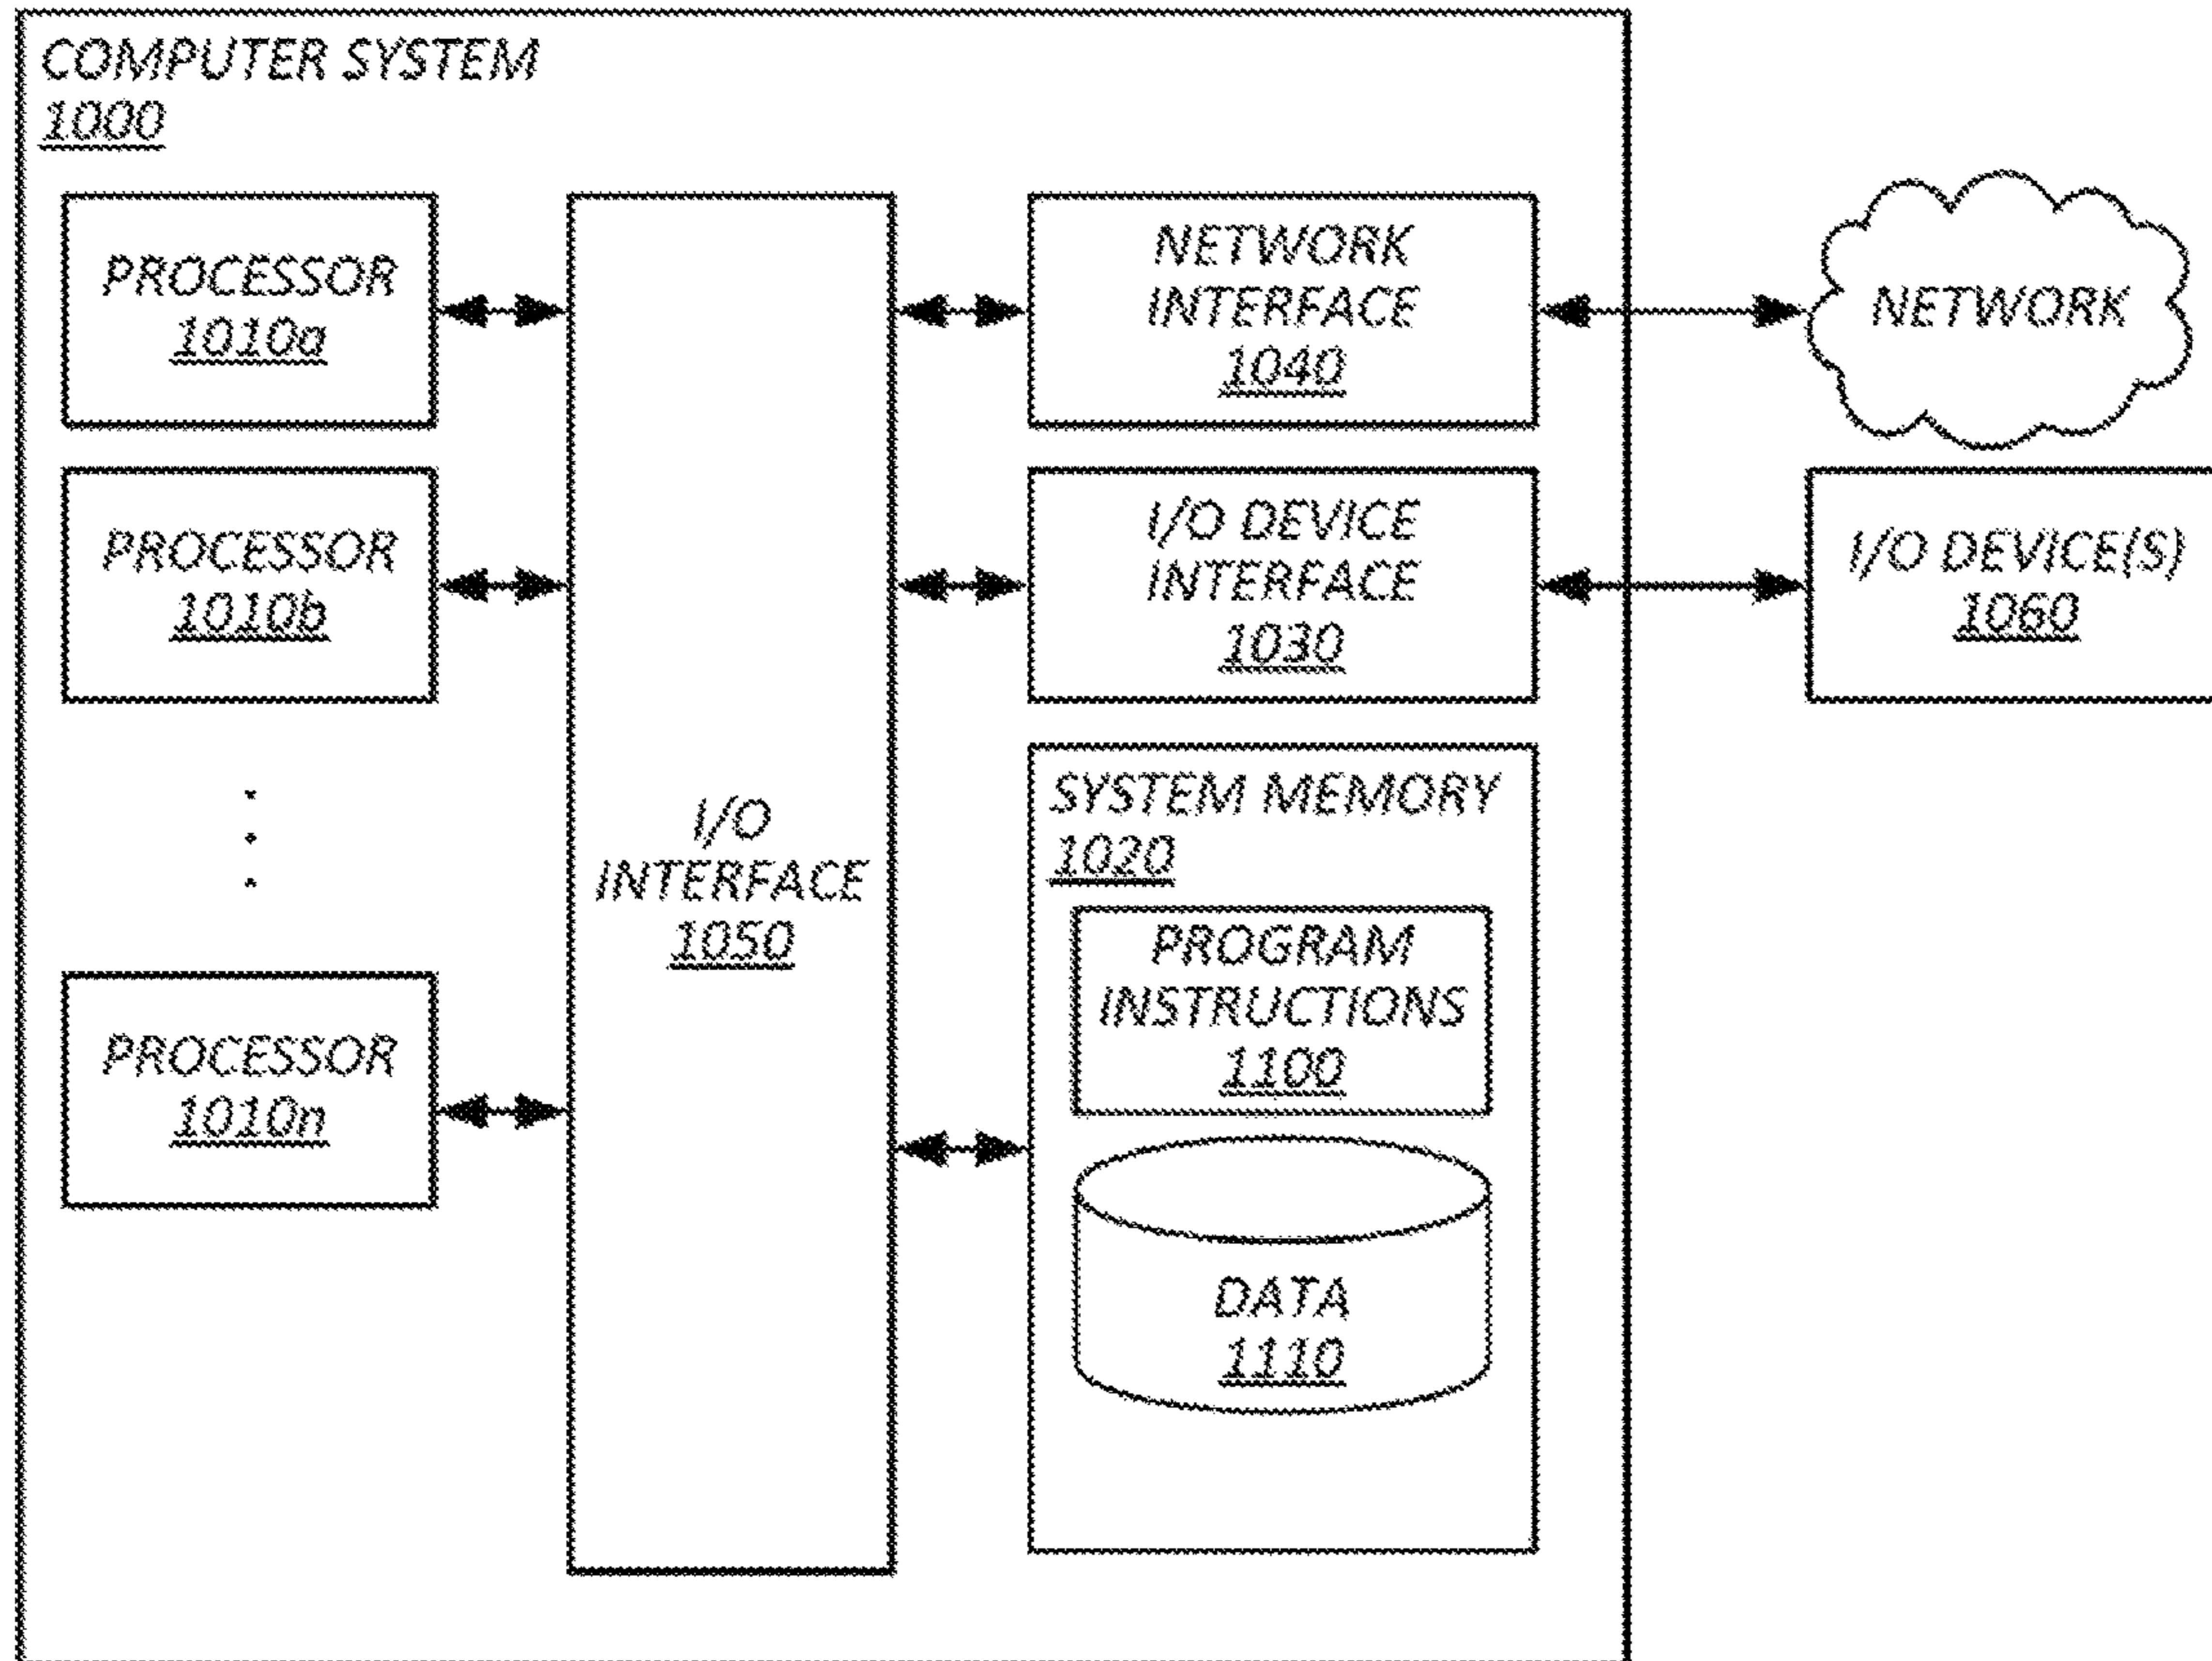 COMPUTER SYSTEM
1000
PROCESSOR
1010a
PROCESSOR
1010b
PROCESSOR
1010n
I/O
INTERFACE
1050
NETWORK
INTERFACE
1040
I/O DEVICE
INTERFACE
1030
SYSTEM MEMORY
1020
PROGRAM
INSTRUCTIONS
1100
DATA
1110
NETWORK
I/O DEVICE(S)
1060